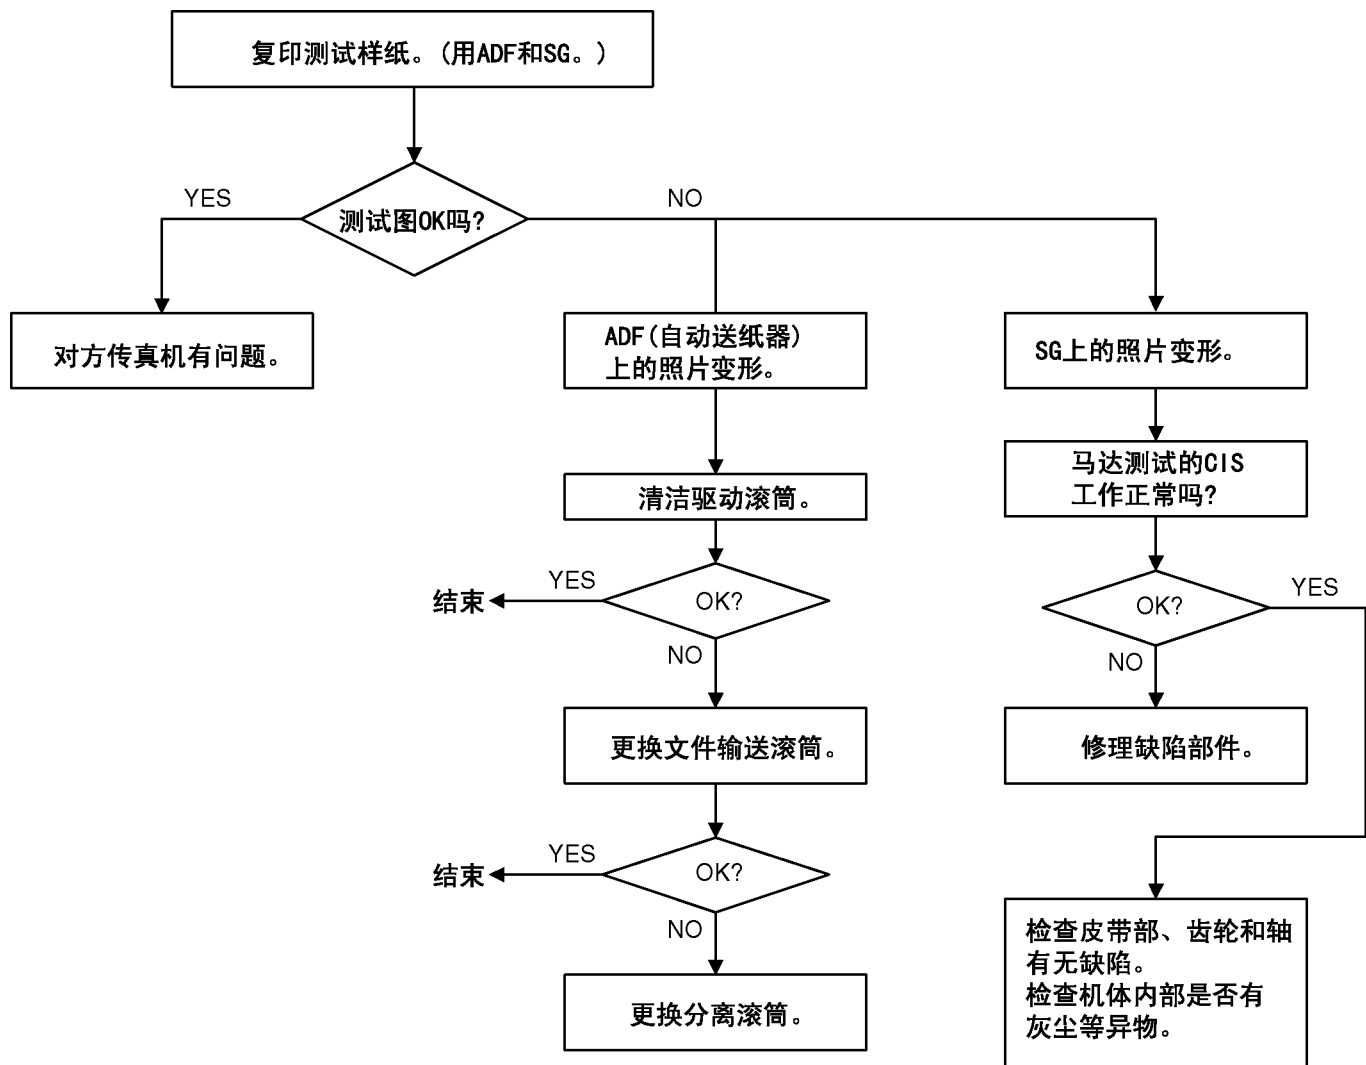 复印测试样纸。(用ADF和SG。)
YES
NO
测试图OK吗?
对方传真机有问题。
ADF(自动送纸器)
上的照片变形。
SG上的照片变形。
清洁驱动滚筒。
马达测试的CIS
工作正常吗?
结束
YES
OK?
NO
OK?
YES
NO
更换文件输送滚筒。
修理缺陷部件。
结束
YES
OK?
NO
更换分离滚筒。
检查皮带部、齿轮和轴
有无缺陷。
检查机体内部是否有
灰尘等异物。